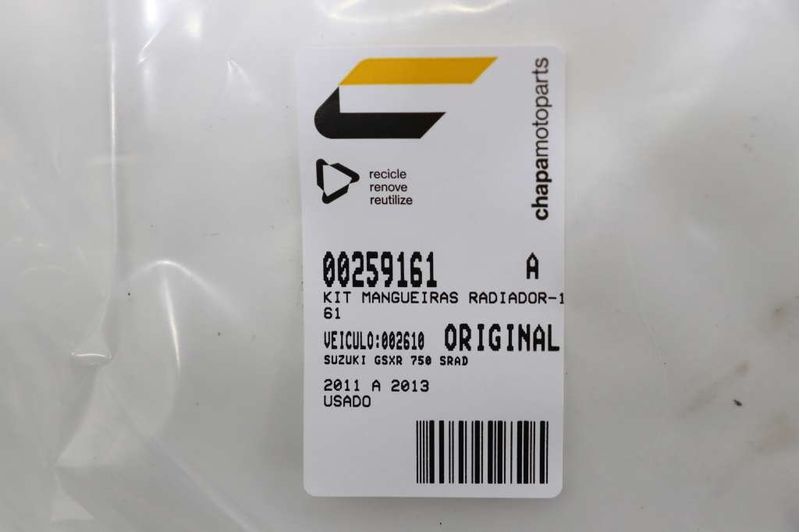 chapamotoparts
recicle
renove
reutilize
00259161 A
KIT MANGUEIRAS RADIADOR-1
61
VEICULO:002610 ORIGINAL
SUZUKI GSXR 750 SRAD
2011 A 2013
USADO